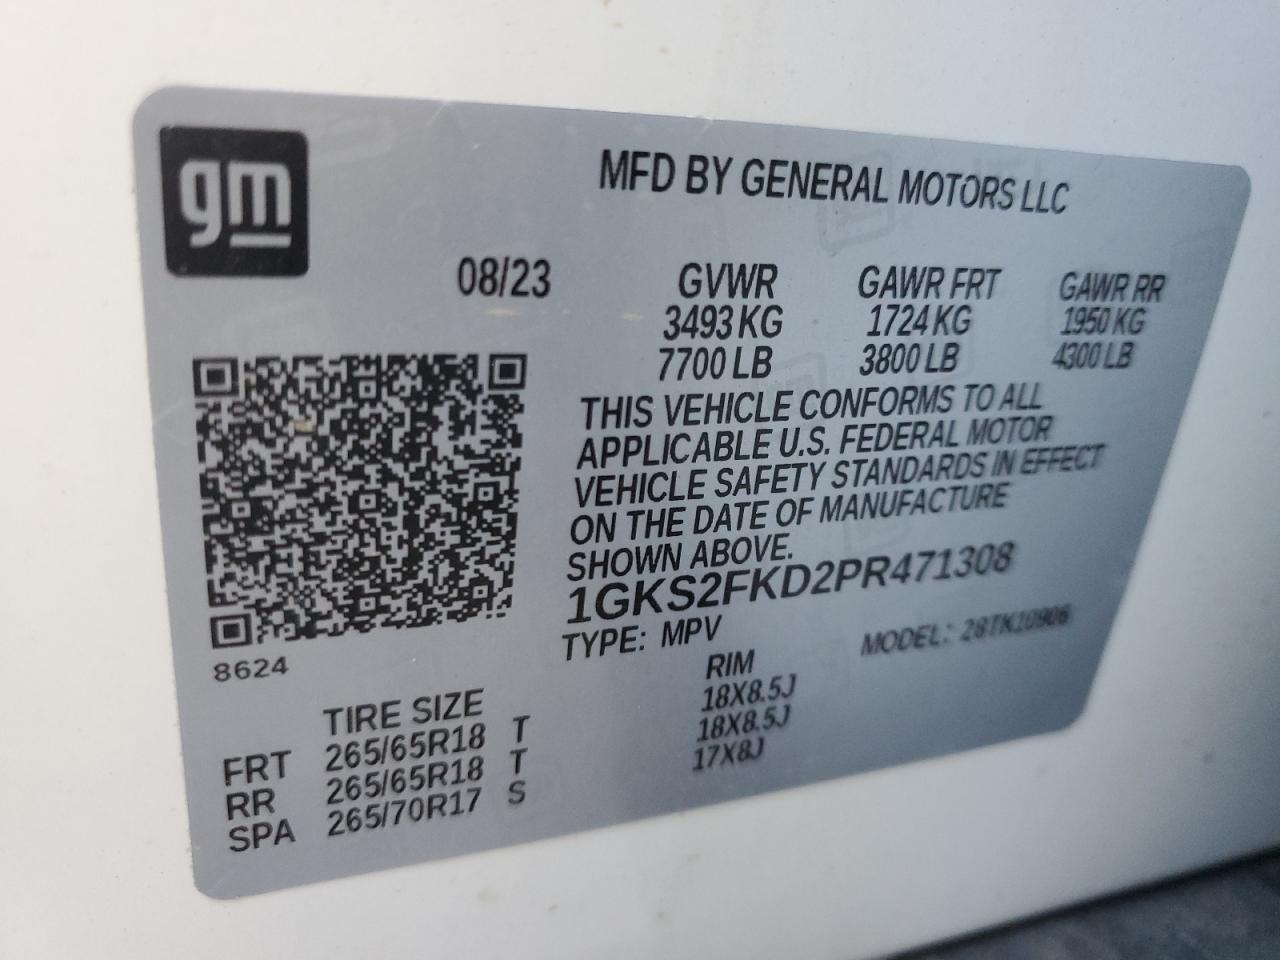 gm
MFD BY GENERAL MOTORS LLC
08/23
GVWR GAWR FRT GAWR RR
3493 KG 1724 KG 1950 KG
7700 LB 3800 LB 4300 LB
THIS VEHICLE CONFORMS TO ALL
APPLICABLE U.S. FEDERAL MOTOR
VEHICLE SAFETY STANDARDS IN EFFECT
ON THE DATE OF MANUFACTURE
SHOWN ABOVE.
1GKS2FKD2PR471308
TYPE: MPV MODEL: 28TK10906
8624
TIRE SIZE RIM
FRT 265/65R18 T 18X8.5J
RR 265/65R18 T 18X8.5J
SPA 265/70R17 S 17X8J